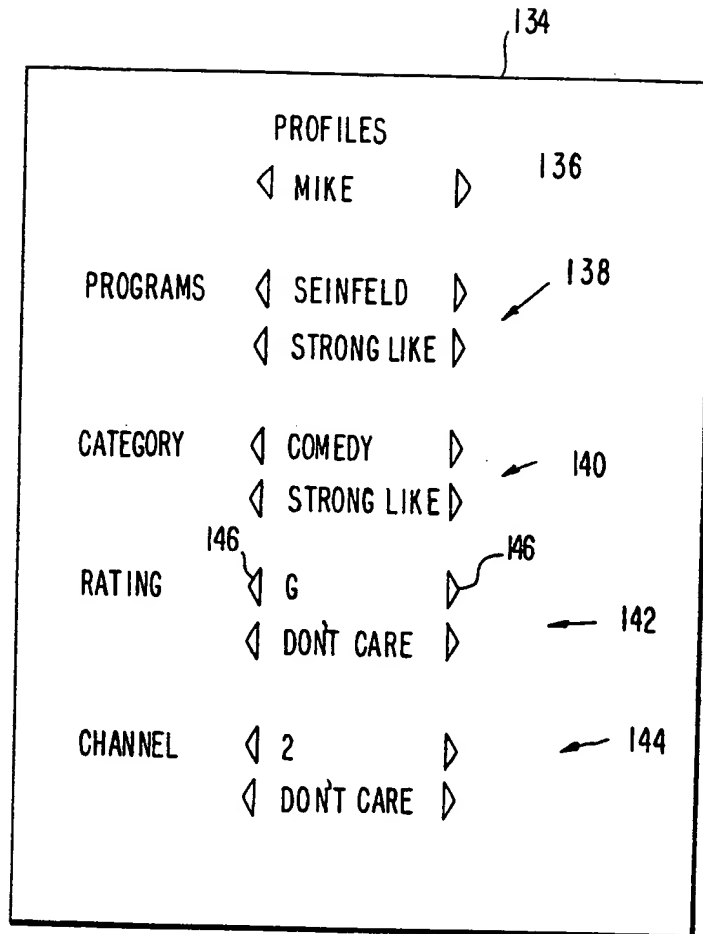 134
PROFILES
MIKE 136
PROGRAMS SEINFELD 138
STRONG LIKE
CATEGORY COMEDY 140
STRONG LIKE
146 146
RATING G
DON'T CARE 142
CHANNEL 2 144
DON'T CARE